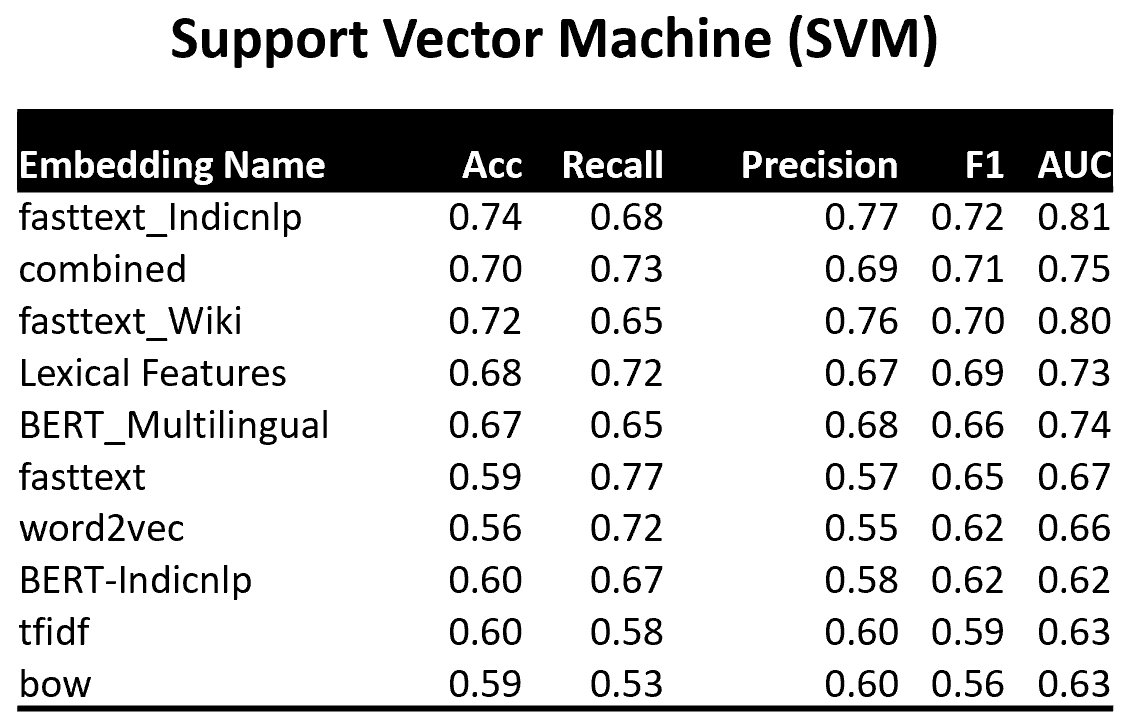 Support Vector Machine (SVM)
Embedding Name Acc Recall Precision F1 AUC
fasttext_Indicnlp 0.74 0.68 0.77 0.72 0.81
combined 0.70 0.73 0.69 0.71 0.75
fasttext_Wiki 0.72 0.65 0.76 0.70 0.80
Lexical Features 0.68 0.72 0.67 0.69 0.73
BERT_Multilingual 0.67 0.65 0.68 0.66 0.74
fasttext 0.59 0.77 0.57 0.65 0.67
word2vec 0.56 0.72 0.55 0.62 0.66
BERT-Indicnlp 0.60 0.67 0.58 0.62 0.62
tfidf 0.60 0.58 0.60 0.59 0.63
bow 0.59 0.53 0.60 0.56 0.63